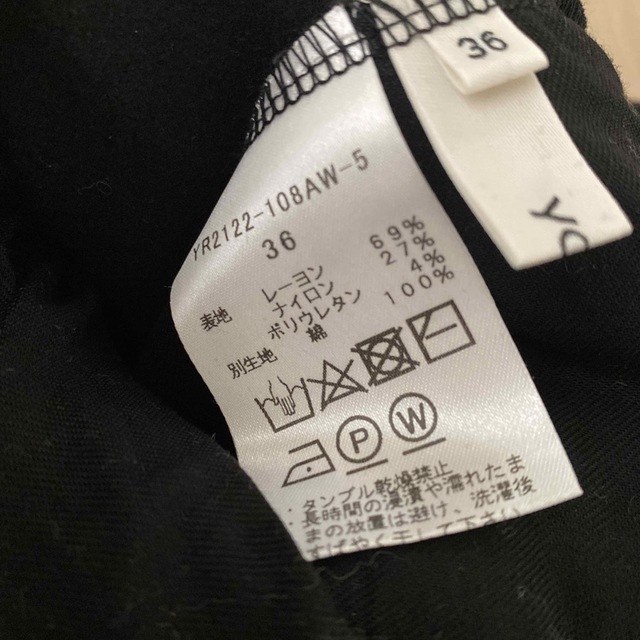 36
YO
YR2122-108AW-5
36
表地 レーヨン 69%
ナイロン 27%
ポリウレタン 4%
別生地 綿 100%
P W
・タンブル乾燥禁止
・長時間の浸漬や濡れたま
まの放置は避け、洗濯後
すばやく干して下さい